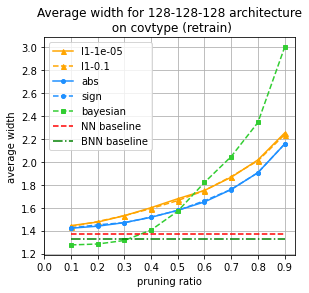 Average width for 128-128-128 architecture
on covtype (retrain)
l1-1e-05
l1-0.1
abs
sign
bayesian
NN baseline
BNN baseline
average width
3.0
2.8
2.6
2.4
2.2
2.0
1.8
1.6
1.4
1.2
0.0 0.1 0.2 0.3 0.4 0.5 0.6 0.7 0.8 0.9
pruning ratio